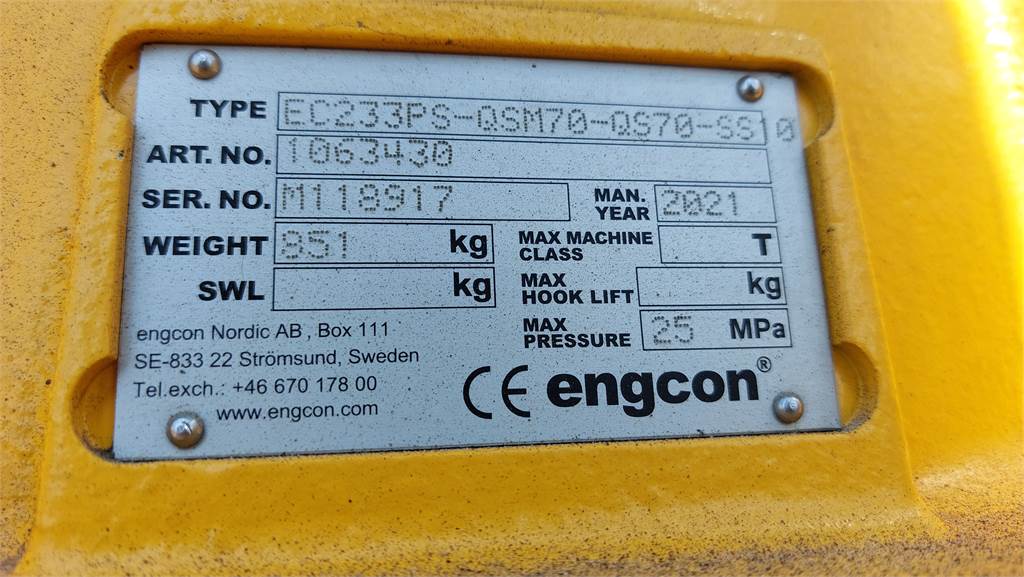 TYPE EC233PS-QSM70-QS70-SS10
ART. NO. 1063430
SER. NO. M118917 MAN. YEAR 2021
WEIGHT 851 kg MAX MACHINE CLASS T
SWL kg MAX HOOK LIFT kg
MAX PRESSURE 25 MPa
engcon Nordic AB, Box 111
SE-833 22 Strömsund, Sweden
Tel.exch.: +46 670 178 00
www.engcon.com
CE engcon®